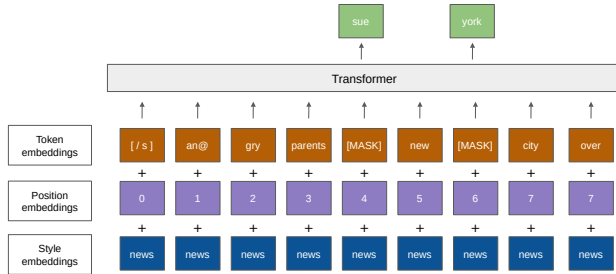 sue york
Transformer
Token
embeddings
[ / s ] an@ gry parents [MASK] new [MASK] city over
+ + + + + + + + +
Position
embeddings
0 1 2 3 4 5 6 7 7
+ + + + + + + + +
Style
embeddings
news news news news news news news news news